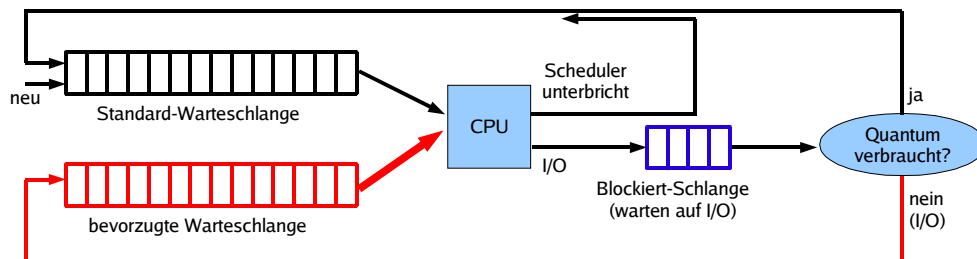 neu
Standard-Warteschlange
bevorzugte Warteschlange
CPU
Scheduler
unterbricht
I/O
Blockiert-Schlange
(warten auf I/O)
ja
Quantum
verbraucht?
nein
(I/O)